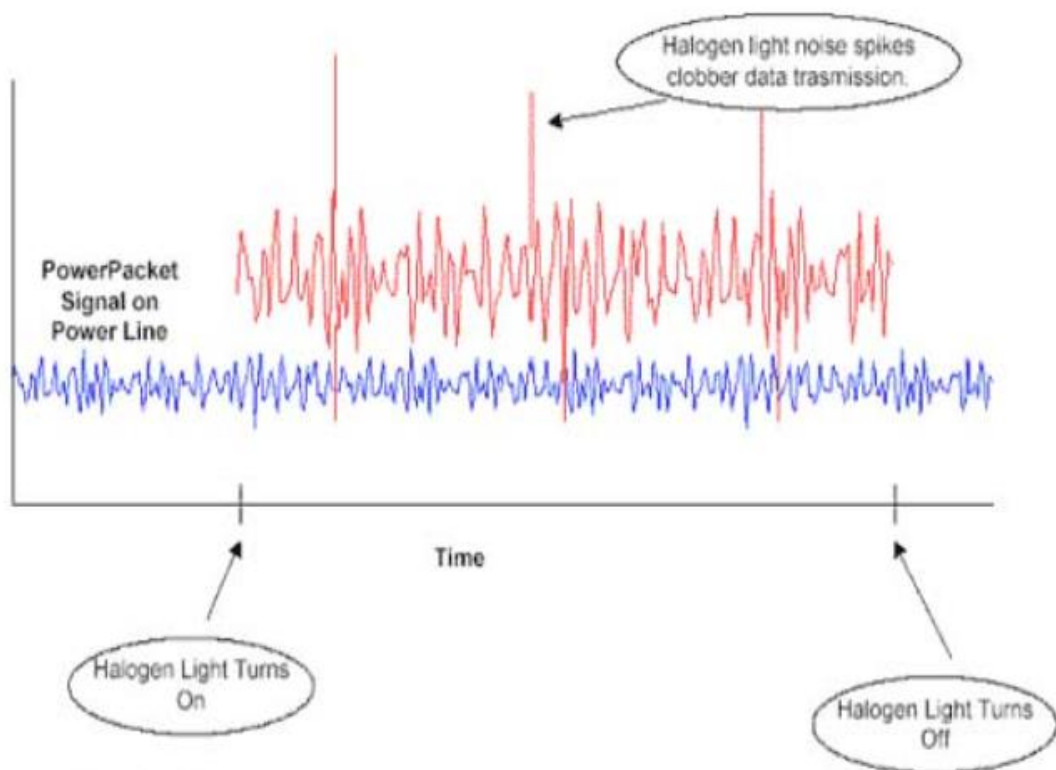 Halogen light noise spikes
clobber data trasmission.
PowerPacket
Signal on
Power Line
Time
Halogen Light Turns
On
Halogen Light Turns
Off